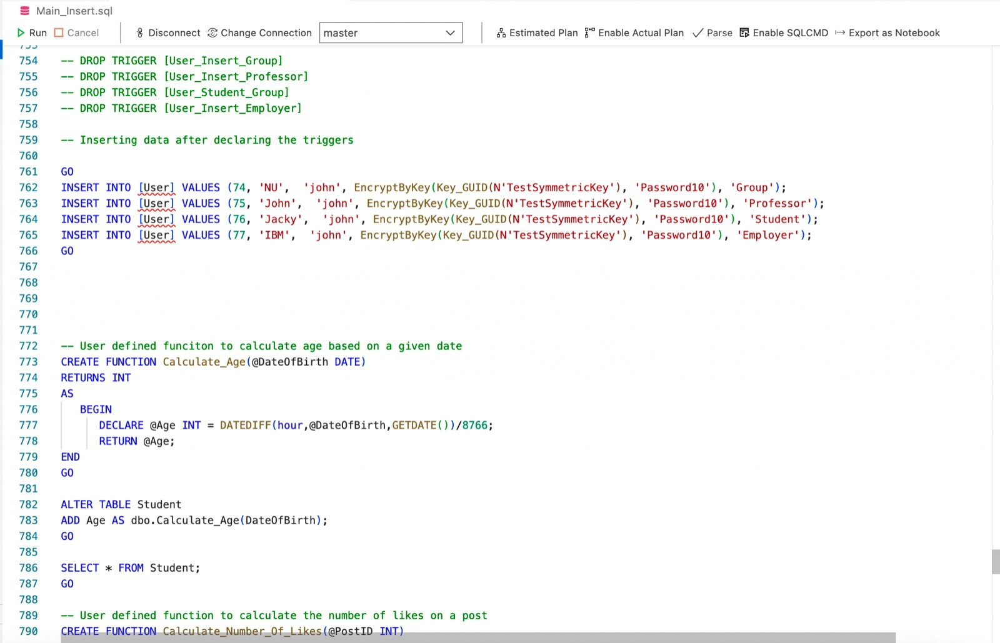 Main_Insert.sql
Run Cancel Disconnect Change Connection master Estimated Plan Enable Actual Plan Parse Enable SQLCMD Export as Notebook
753
754 -- DROP TRIGGER [User_Insert_Group]
755 -- DROP TRIGGER [User_Insert_Professor]
756 -- DROP TRIGGER [User_Student_Group]
757 -- DROP TRIGGER [User_Insert_Employer]
758
759 -- Inserting data after declaring the triggers
760
761 GO
762 INSERT INTO [User] VALUES (74, 'NU',  'john', EncryptByKey(Key_GUID(N'TestSymmetricKey'), 'Password10'), 'Group');
763 INSERT INTO [User] VALUES (75, 'John',  'john', EncryptByKey(Key_GUID(N'TestSymmetricKey'), 'Password10'), 'Professor');
764 INSERT INTO [User] VALUES (76, 'Jacky',  'john', EncryptByKey(Key_GUID(N'TestSymmetricKey'), 'Password10'), 'Student');
765 INSERT INTO [User] VALUES (77, 'IBM',  'john', EncryptByKey(Key_GUID(N'TestSymmetricKey'), 'Password10'), 'Employer');
766 GO
767
768
769
770
771
772 -- User defined funciton to calculate age based on a given date
773 CREATE FUNCTION Calculate_Age(@DateOfBirth DATE)
774 RETURNS INT
775 AS
776 BEGIN
777 DECLARE @Age INT = DATEDIFF(hour,@DateOfBirth,GETDATE())/8766;
778 RETURN @Age;
779 END
780 GO
781
782 ALTER TABLE Student
783 ADD Age AS dbo.Calculate_Age(DateOfBirth);
784 GO
785
786 SELECT * FROM Student;
787 GO
788
789 -- User defined function to calculate the number of likes on a post
790 CREATE FUNCTION Calculate_Number_Of_Likes(@PostID INT)